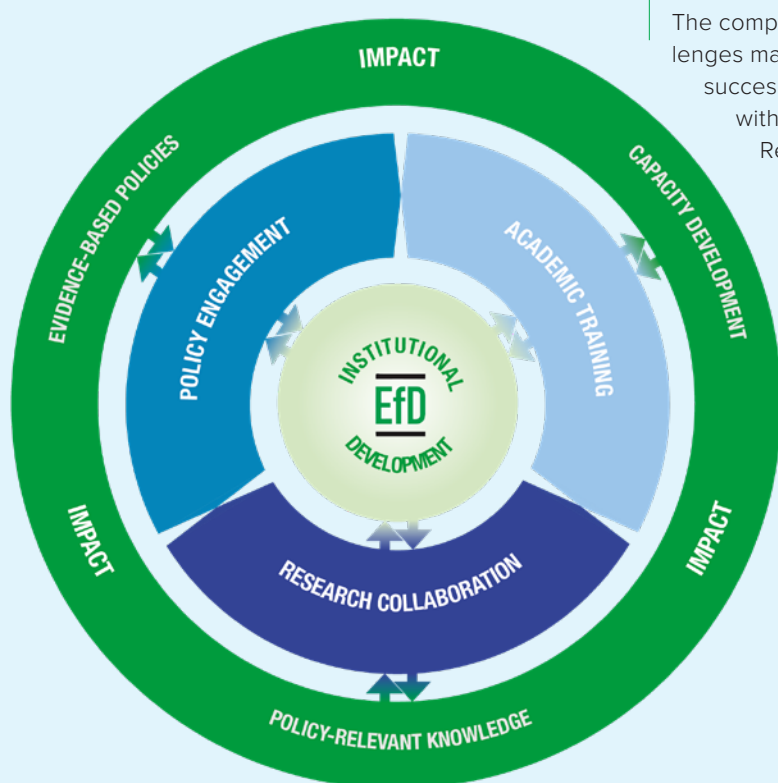 The comp
lenges ma
succes
with
Re
IMPACT
EVIDENCE-BASED POLICIES
CAPACITY DEVELOPMENT
POLICY ENGAGEMENT
ACADEMIC TRAINING
INSTITUTIONAL
EfD
DEVELOPMENT
RESEARCH COLLABORATION
IMPACT
IMPACT
POLICY-RELEVANT KNOWLEDGE